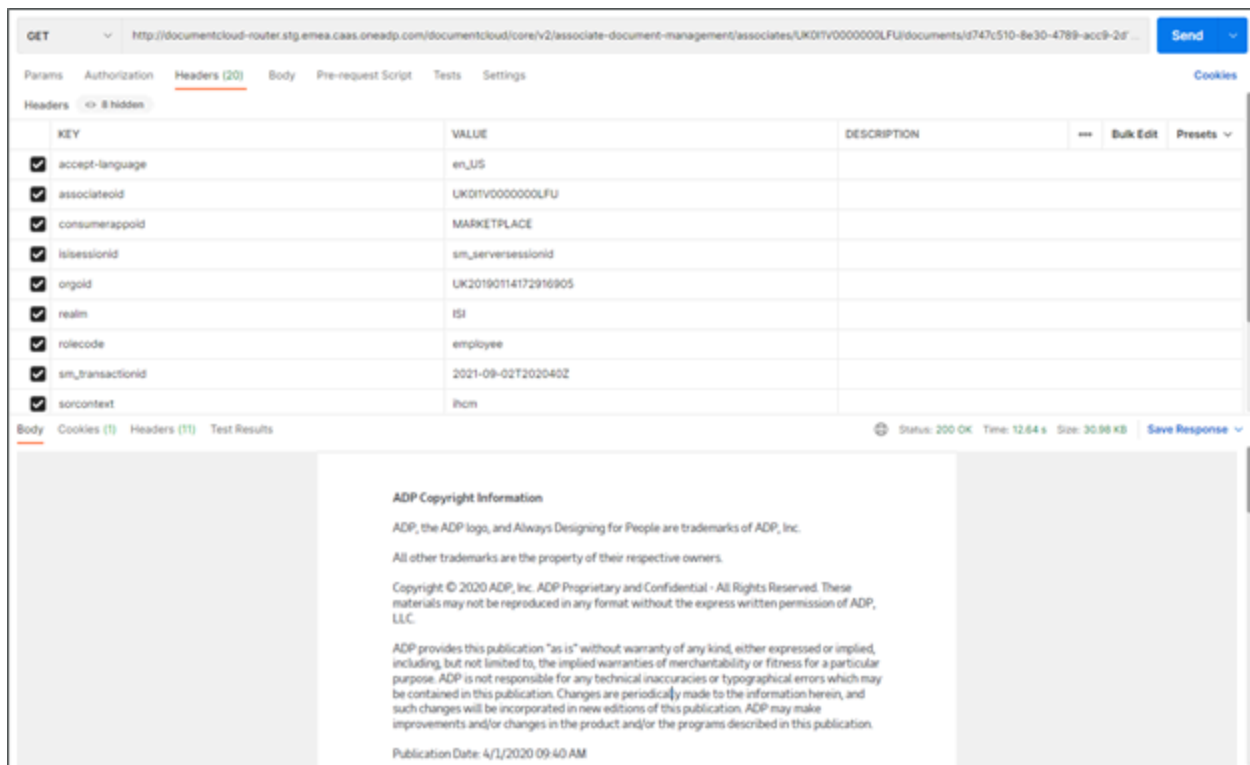 GET http://documentcloud-router.stg.emea.caas.oneadp.com/documentcloud/core/v2/associate-document-management/associates/UK0I1V0000000LFU/documents/d747c510-8e30-4789-acc9-2d'... Send
Params Authorization Headers (20) Body Pre-request Script Tests Settings Cookies
Headers 8 hidden
KEY VALUE DESCRIPTION ••• Bulk Edit Presets
accept-language en_US
associateoid UK0I1V0000000LFU
consumerappoid MARKETPLACE
isisessionid sm_serversessionid
orgoid UK20190114172916905
realm ISI
rolecode employee
sm_transactionid 2021-09-02T202040Z
sorcontext ihcm
Body Cookies (1) Headers (11) Test Results Status: 200 OK Time: 12.64 s Size: 30.98 KB Save Response
ADP Copyright Information
ADP, the ADP logo, and Always Designing for People are trademarks of ADP, Inc.
All other trademarks are the property of their respective owners.
Copyright © 2020 ADP, Inc. ADP Proprietary and Confidential - All Rights Reserved. These
materials may not be reproduced in any format without the express written permission of ADP,
LLC.
ADP provides this publication "as is" without warranty of any kind, either expressed or implied,
including, but not limited to, the implied warranties of merchantability or fitness for a particular
purpose. ADP is not responsible for any technical inaccuracies or typographical errors which may
be contained in this publication. Changes are periodically made to the information herein, and
such changes will be incorporated in new editions of this publication. ADP may make
improvements and/or changes in the product and/or the programs described in this publication.
Publication Date: 4/1/2020 09:40 AM